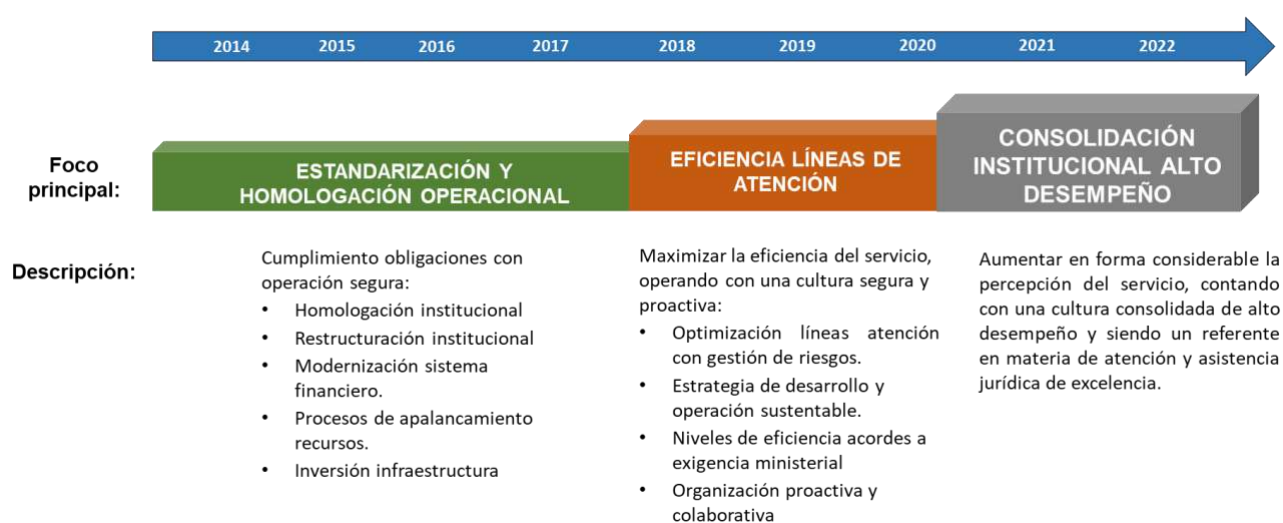 2014 2015 2016 2017 2018 2019 2020 2021 2022
Foco
principal:
ESTANDARIZACIÓN Y
HOMOLOGACIÓN OPERACIONAL
EFICIENCIA LÍNEAS DE
ATENCIÓN
CONSOLIDACIÓN
INSTITUCIONAL ALTO
DESEMPEÑO
Descripción:
Cumplimiento obligaciones con
operación segura:
• Homologación institucional
• Restructuración institucional
• Modernización sistema
financiero.
• Procesos de apalancamiento
recursos.
• Inversión infraestructura
Maximizar la eficiencia del servicio,
operando con una cultura segura y
proactiva:
• Optimización líneas atención
con gestión de riesgos.
• Estrategia de desarrollo y
operación sustentable.
• Niveles de eficiencia acordes a
exigencia ministerial
• Organización proactiva y
colaborativa
Aumentar en forma considerable la
percepción del servicio, contando
con una cultura consolidada de alto
desempeño y siendo un referente
en materia de atención y asistencia
jurídica de excelencia.